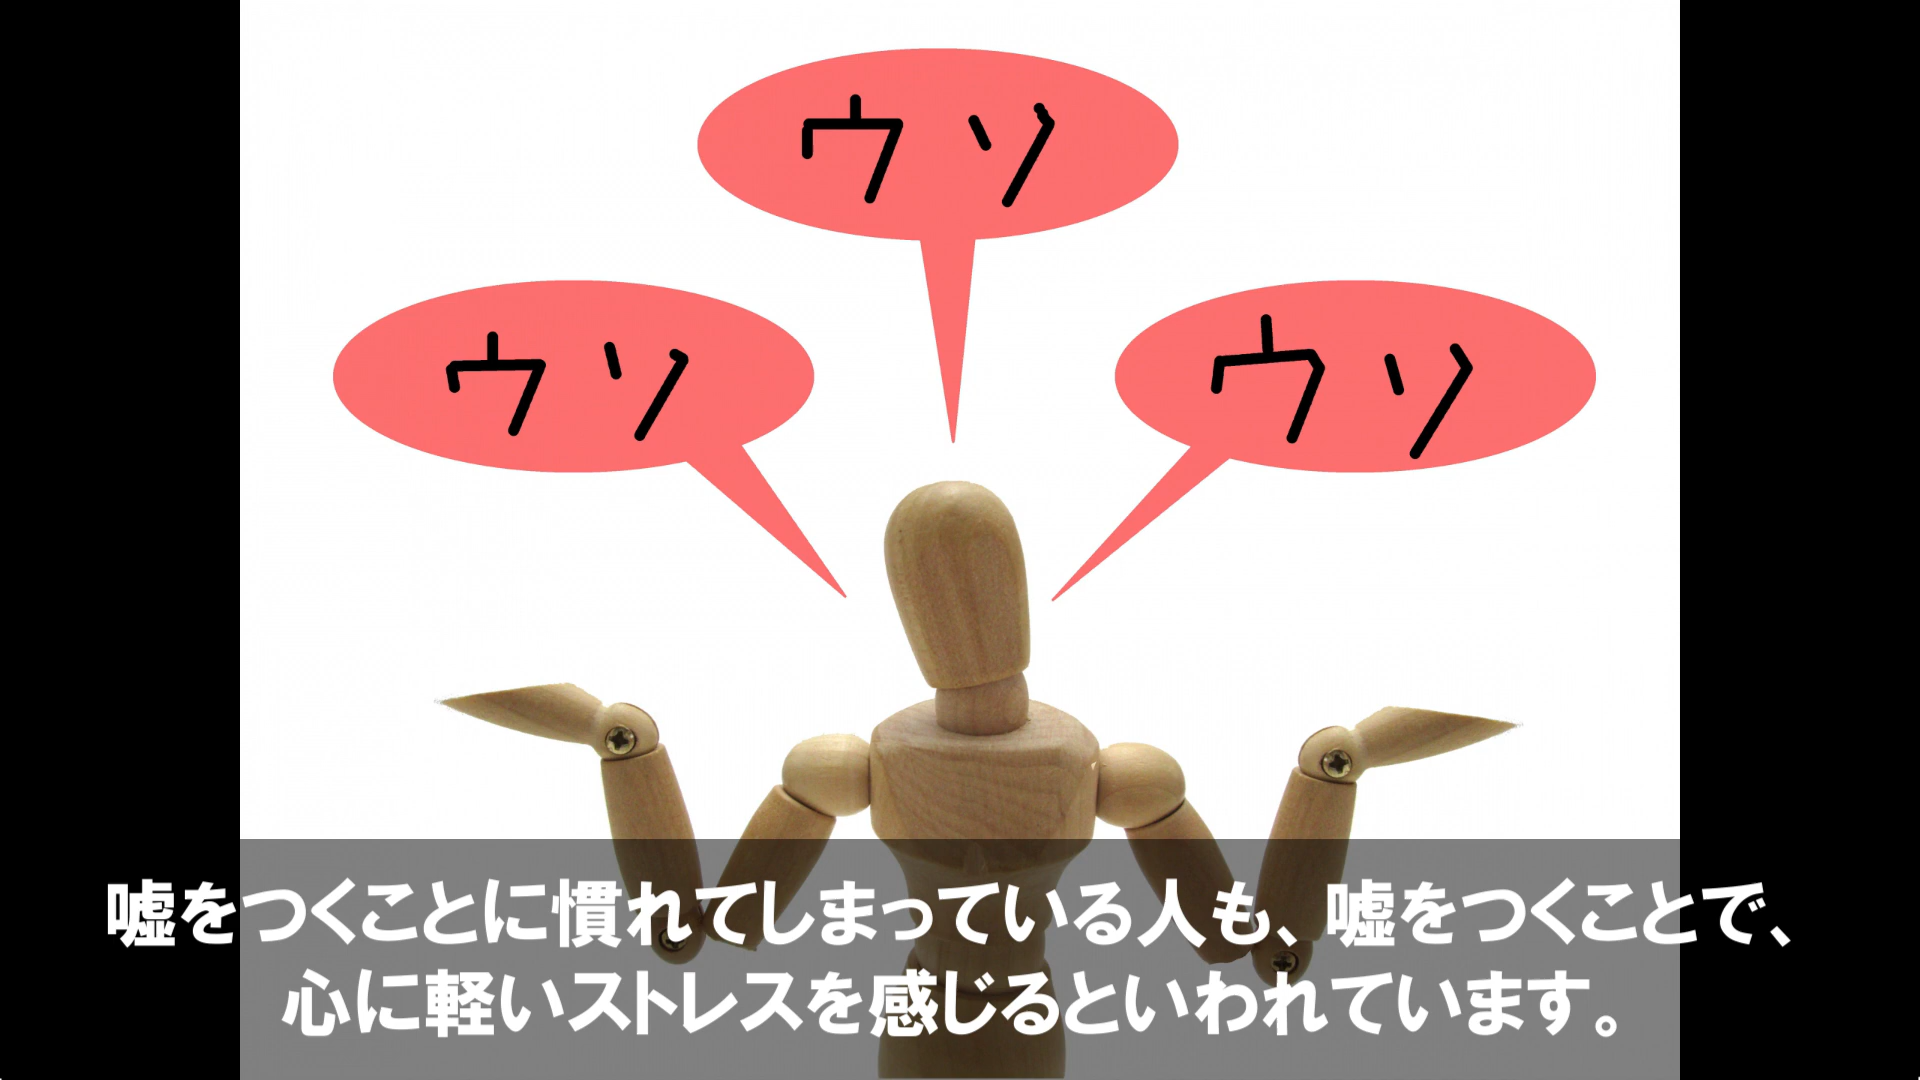 ウソ
ウソ
ウソ
嘘をつくことに慣れてしまっている人も、嘘をつくことで、
心に軽いストレスを感じるといわれています。